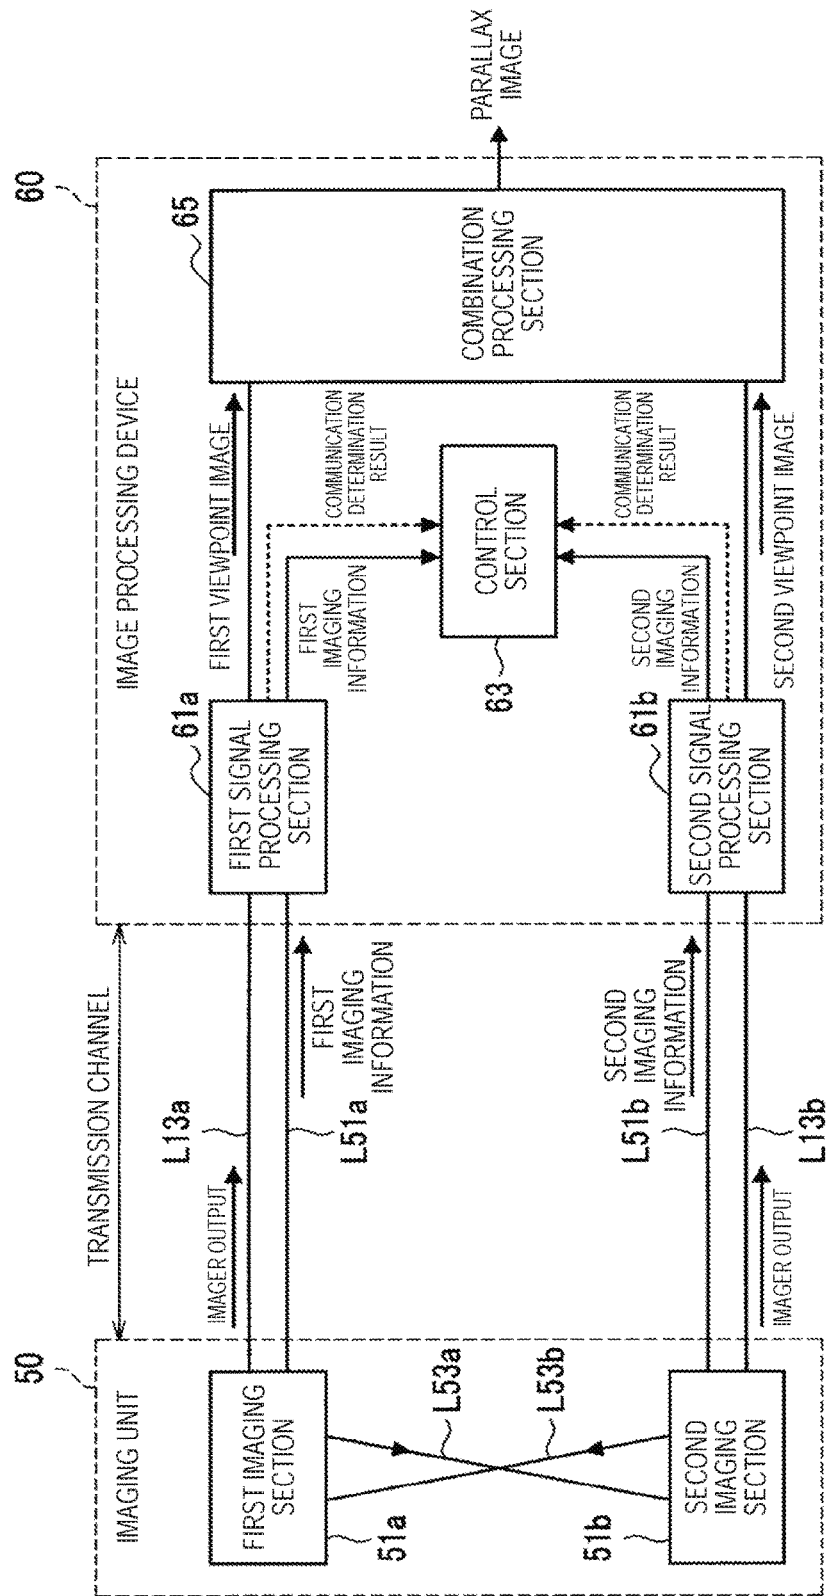 50
IMAGING UNIT
FIRST IMAGING
SECTION
51a
L53a
L53b
51b
SECOND
IMAGING
SECTION
TRANSMISSION CHANNEL
IMAGER OUTPUT
L13a
L51a
FIRST
IMAGING
INFORMATION
SECOND
IMAGING
INFORMATION
L51b
L13b
IMAGER OUTPUT
60
IMAGE PROCESSING DEVICE
61a
FIRST SIGNAL
PROCESSING
SECTION
FIRST VIEWPOINT IMAGE
FIRST
IMAGING
INFORMATION
COMMUNICATION
DETERMINATION
RESULT
CONTROL
SECTION
63
COMMUNICATION
DETERMINATION
RESULT
SECOND
IMAGING
INFORMATION
61b
SECOND SIGNAL
PROCESSING
SECTION
SECOND VIEWPOINT IMAGE
65
COMBINATION
PROCESSING
SECTION
PARALLAX
IMAGE